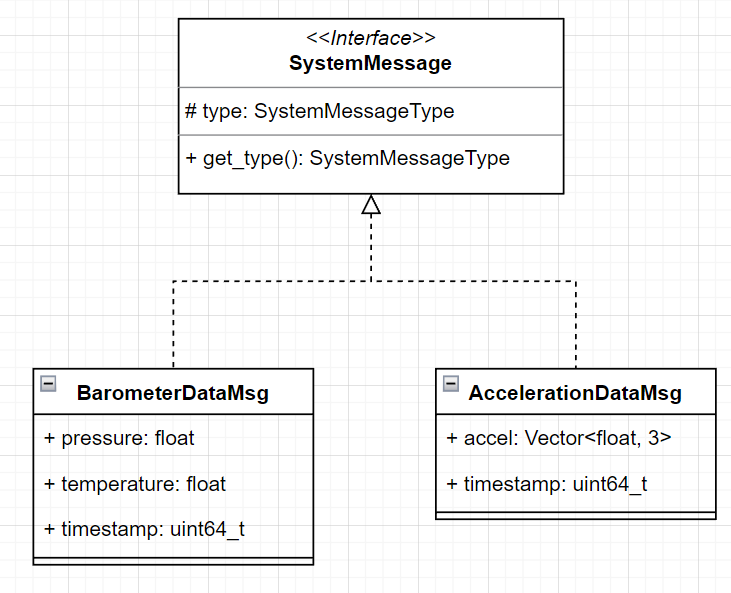 <<Interface>>
SystemMessage
# type: SystemMessageType
+ get_type(): SystemMessageType
BarometerDataMsg
+ pressure: float
+ temperature: float
+ timestamp: uint64_t
AccelerationDataMsg
+ accel: Vector<float, 3>
+ timestamp: uint64_t